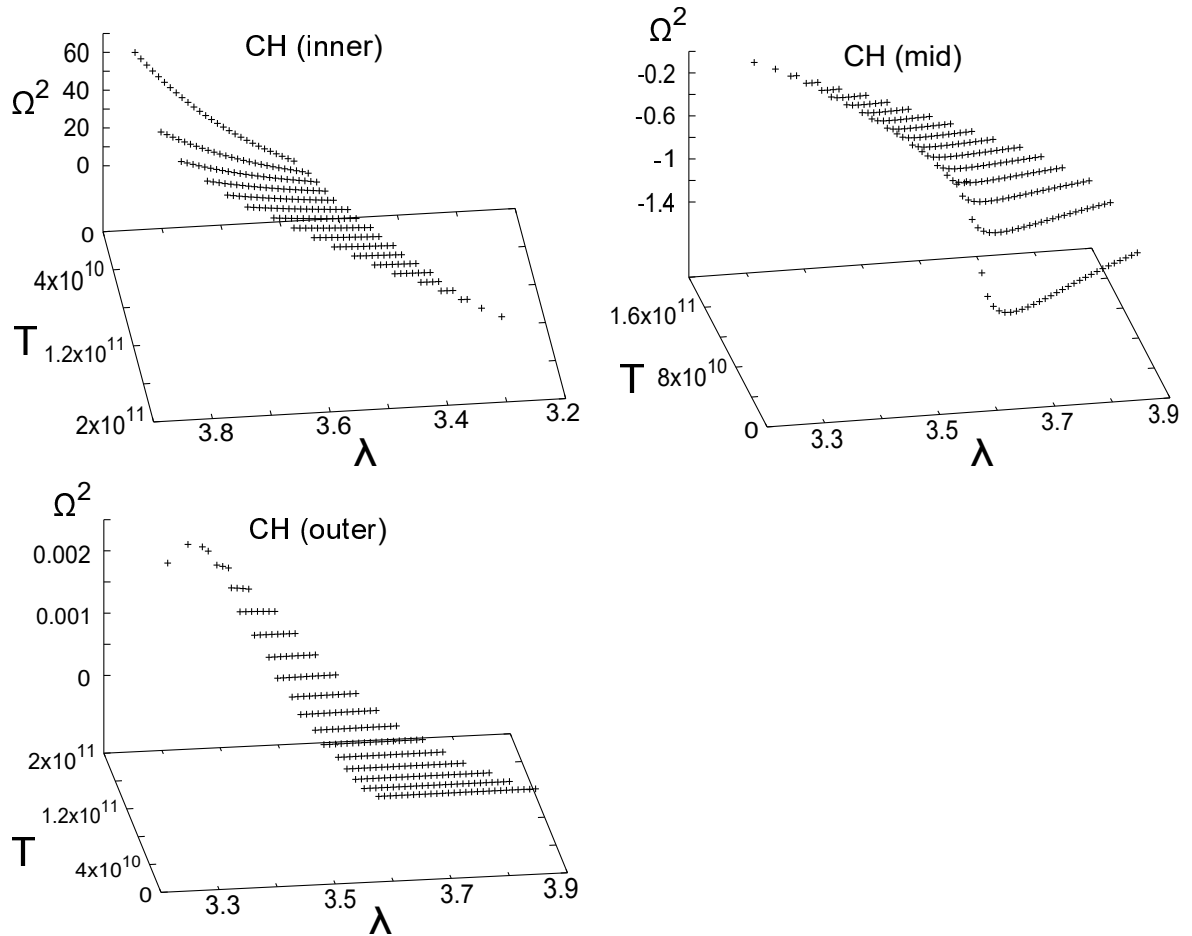 CH (inner)
Ω²
60
40
20
0
0
4x10¹⁰
1.2x10¹¹
2x10¹¹
T
3.8
3.6
3.4
3.2
λ
CH (mid)
Ω²
-0.2
-0.6
-1
-1.4
1.6x10¹¹
8x10¹⁰
0
T
3.3
3.5
3.7
3.9
λ
CH (outer)
Ω²
0.002
0.001
0
2x10¹¹
1.2x10¹¹
4x10¹⁰
0
T
3.3
3.5
3.7
3.9
λ